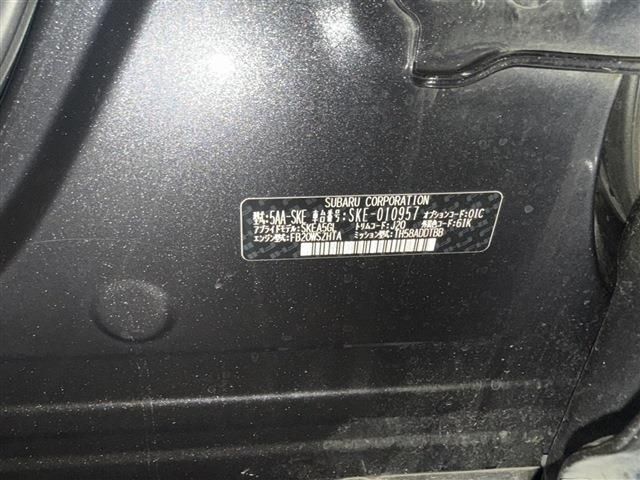 SUBARU CORPORATION
型式:5AA-SKE 車台番号:SKE-010957 オプションコード:01C
アプライドモデル:SKEA5GL トリムコード:J20 外装色コード:61K
エンジン型式:FB20WSZHTA ミッション型式:TH58ADDTBB